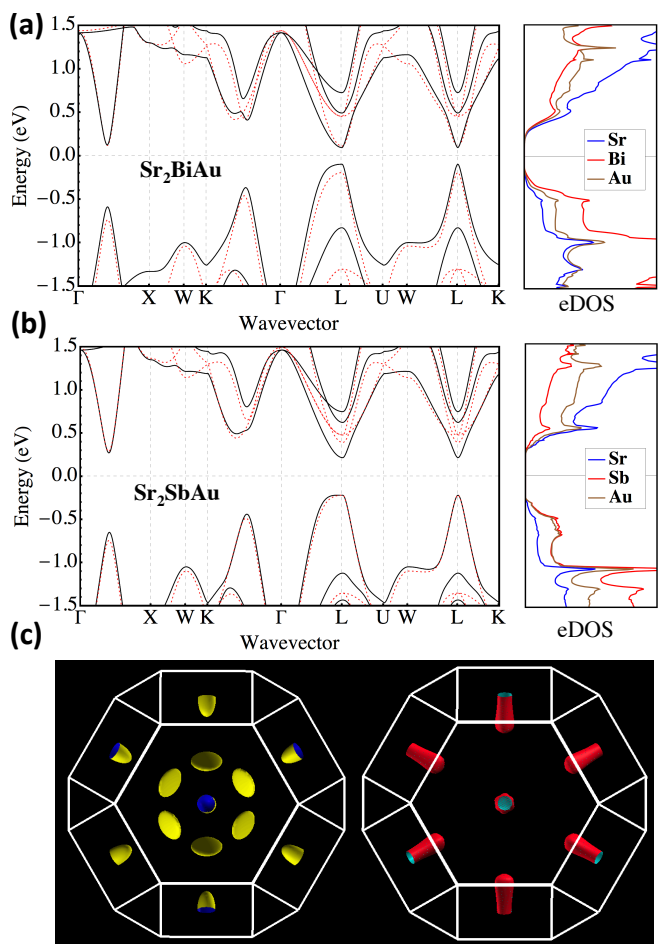 (a)
1.5
1.0
0.5
0.0
−0.5
−1.0
−1.5
Energy (eV)
Sr2BiAu
Γ X W K Γ L U W L K
Wavevector
Sr
Bi
Au
eDOS
(b)
1.5
1.0
0.5
0.0
−0.5
−1.0
−1.5
Energy (eV)
Sr2SbAu
Γ X W K Γ L U W L K
Wavevector
Sr
Sb
Au
eDOS
(c)